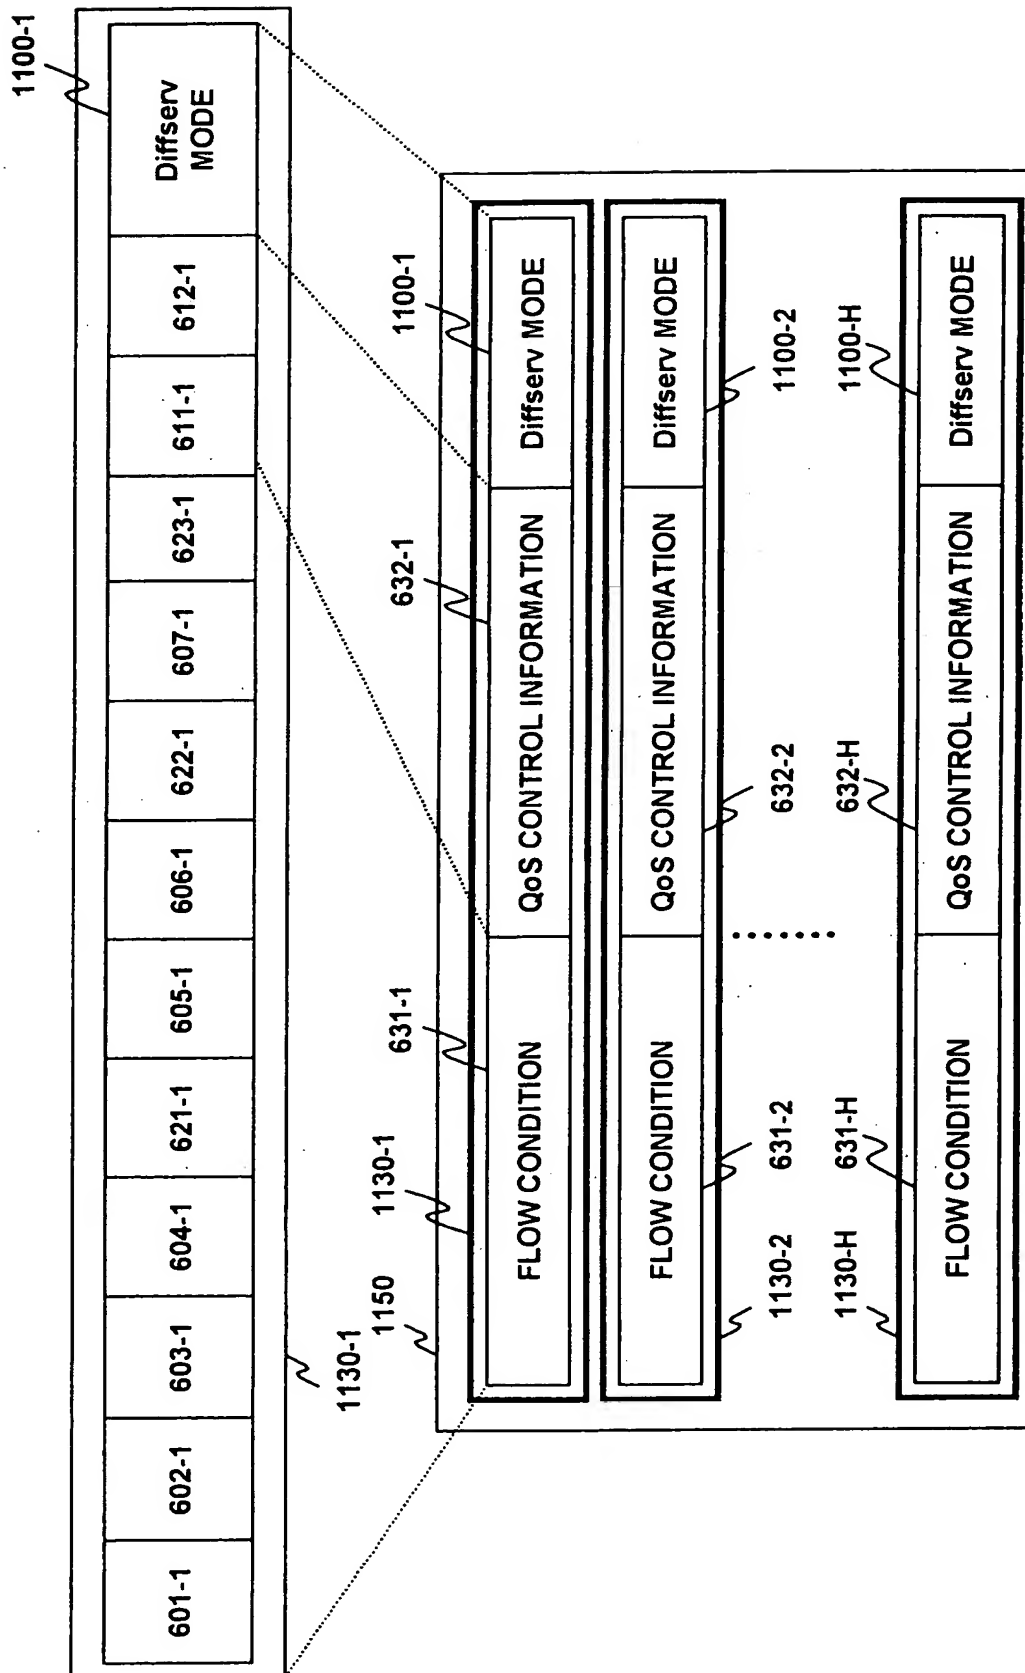 1100-1
601-1 602-1 603-1 604-1 621-1 605-1 606-1 622-1 607-1 623-1 611-1 612-1 Diffserv MODE
1130-1
1150
1130-1
631-1
632-1
1100-1
FLOW CONDITION QoS CONTROL INFORMATION Diffserv MODE
FLOW CONDITION QoS CONTROL INFORMATION Diffserv MODE
1130-2
631-2
632-2
1100-2
.......
1130-H
631-H
632-H
1100-H
FLOW CONDITION QoS CONTROL INFORMATION Diffserv MODE